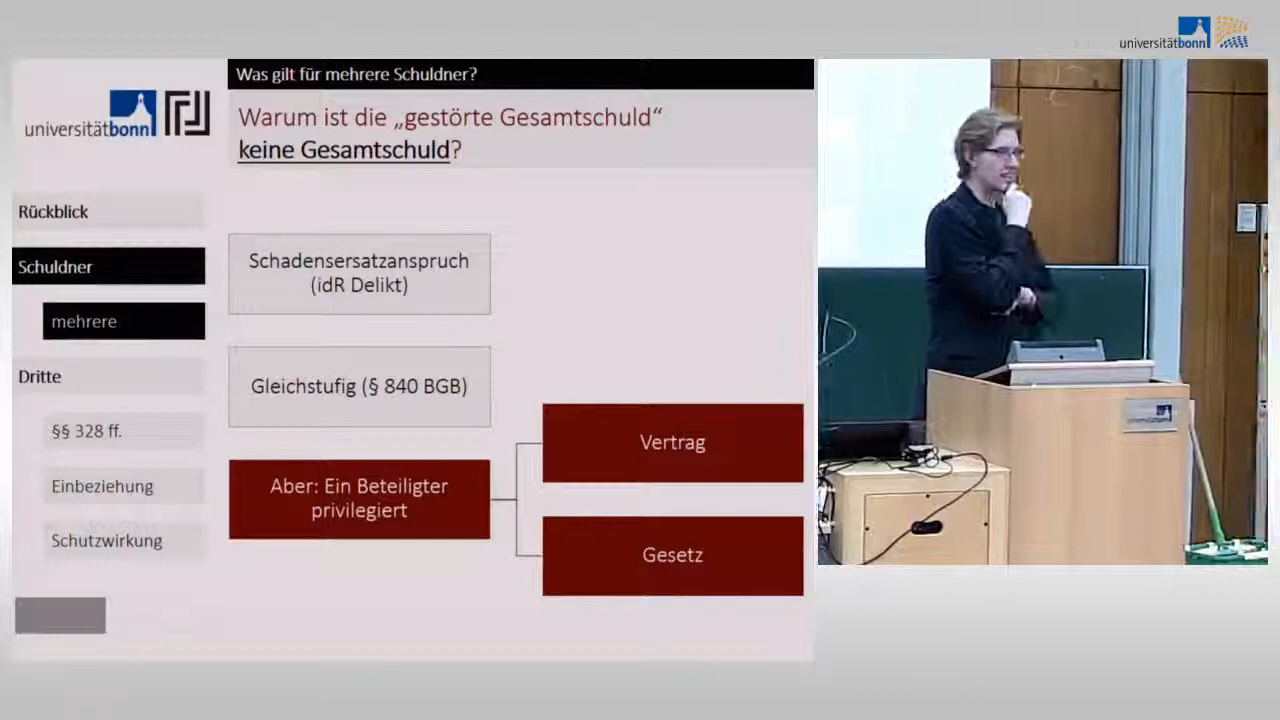 universitätbonn
Was gilt für mehrere Schuldner?
universitätbonn
Warum ist die „gestörte Gesamtschuld“
keine Gesamtschuld?
Rückblick
Schuldner
mehrere
Dritte
§§ 328 ff.
Einbeziehung
Schutzwirkung
Schadensersatzanspruch
(idR Delikt)
Gleichstufig (§ 840 BGB)
Aber: Ein Beteiligter
privilegiert
Vertrag
Gesetz